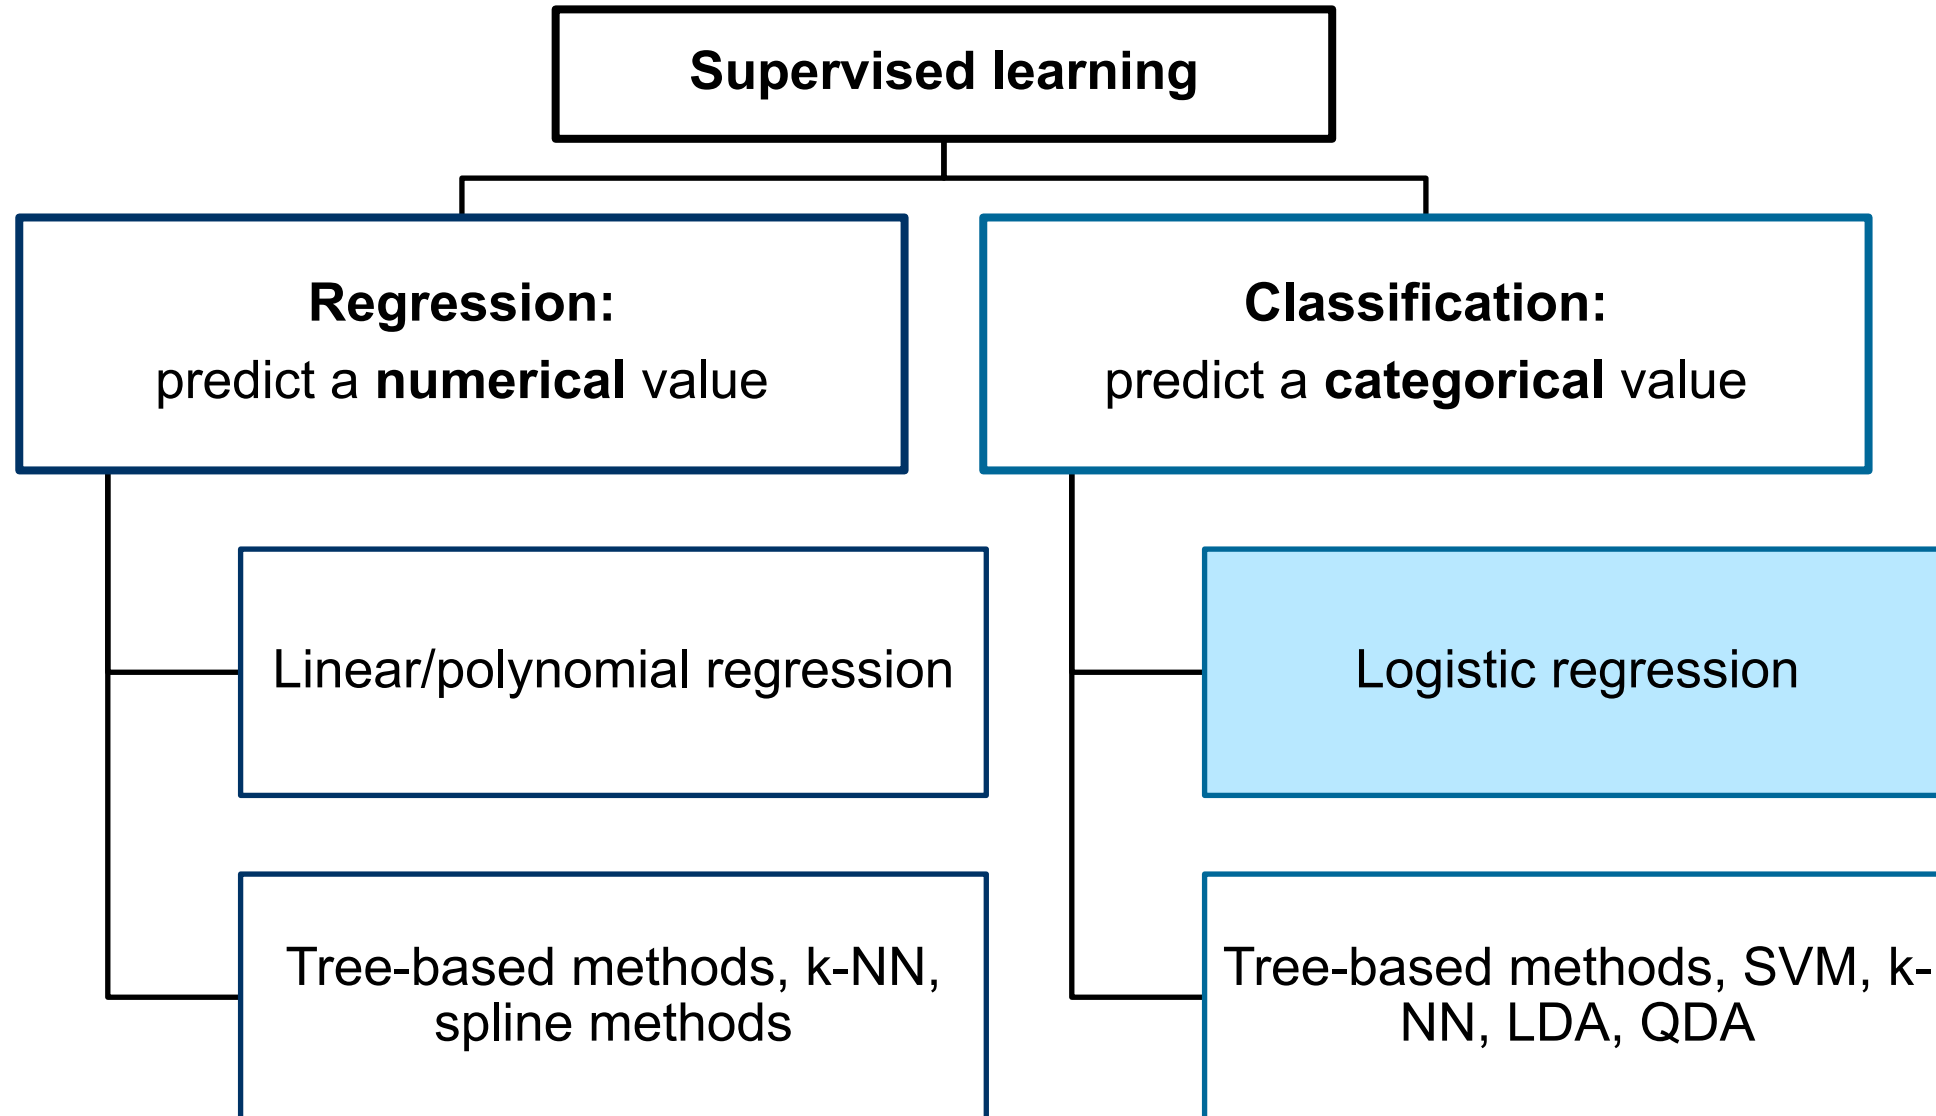 Supervised learning
Regression:
predict a numerical value
Classification:
predict a categorical value
Linear/polynomial regression
Logistic regression
Tree-based methods, k-NN,
spline methods
Tree-based methods, SVM, k-
NN, LDA, QDA